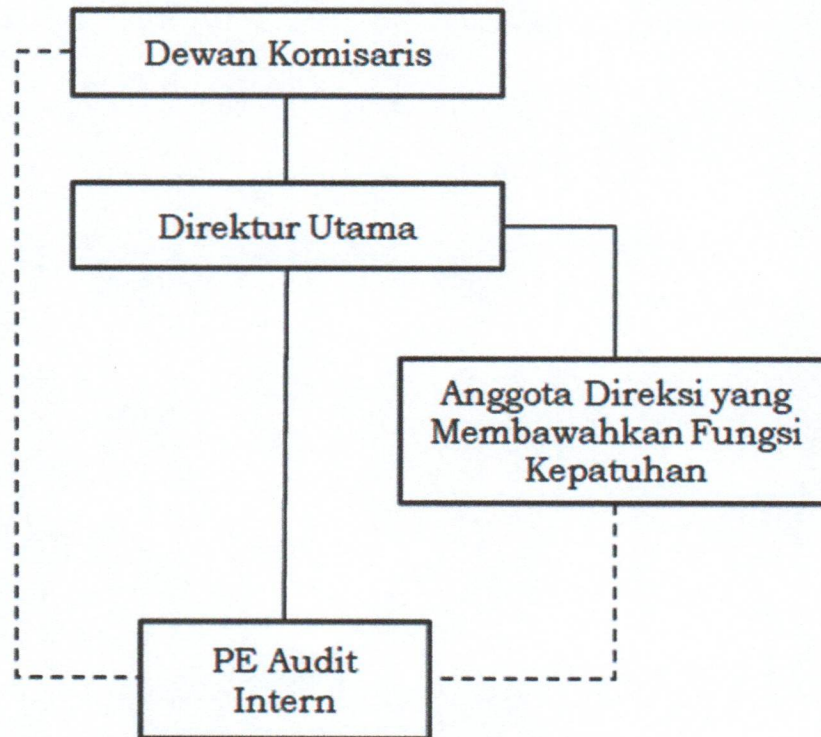 Dewan Komisaris
Direktur Utama
Anggota Direksi yang
Membawahkan Fungsi
Kepatuhan
PE Audit
Intern